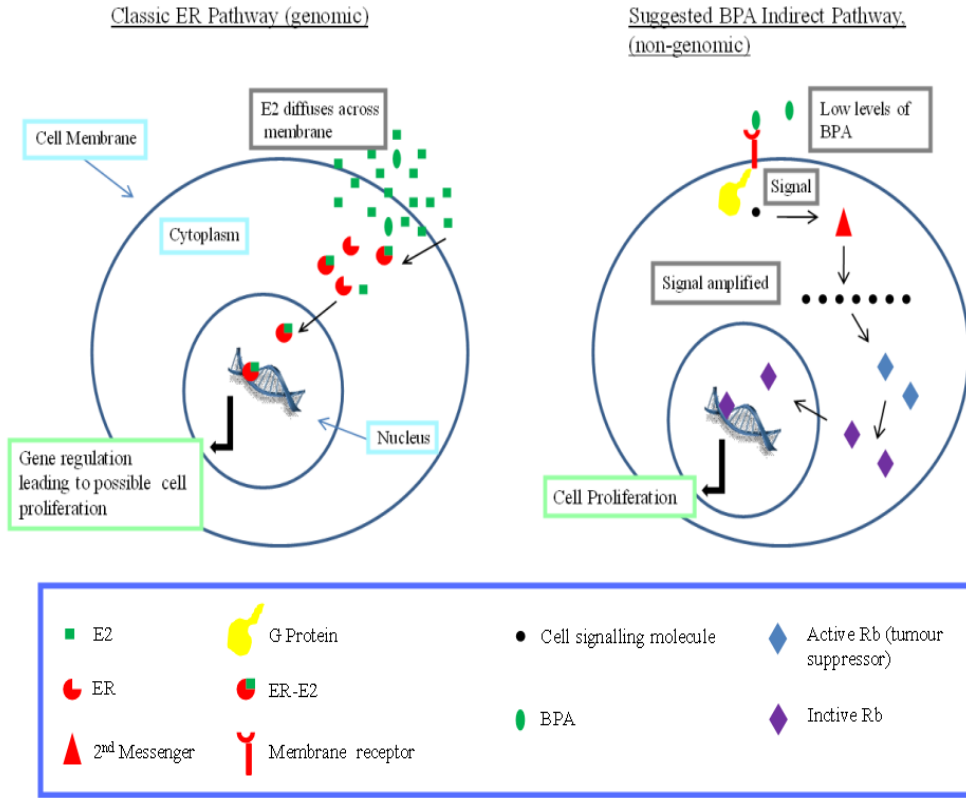 Classic ER Pathway (genomic)
E2 diffuses across
membrane
Cell Membrane
Cytoplasm
Nucleus
Gene regulation
leading to possible cell
proliferation
Suggested BPA Indirect Pathway,
(non-genomic)
Low levels of
BPA
Signal
Signal amplified
Cell Proliferation
E2
G Protein
Cell signalling molecule
Active Rb (tumour
suppressor)
ER
ER-E2
BPA
Inctive Rb
2nd Messenger
Membrane receptor